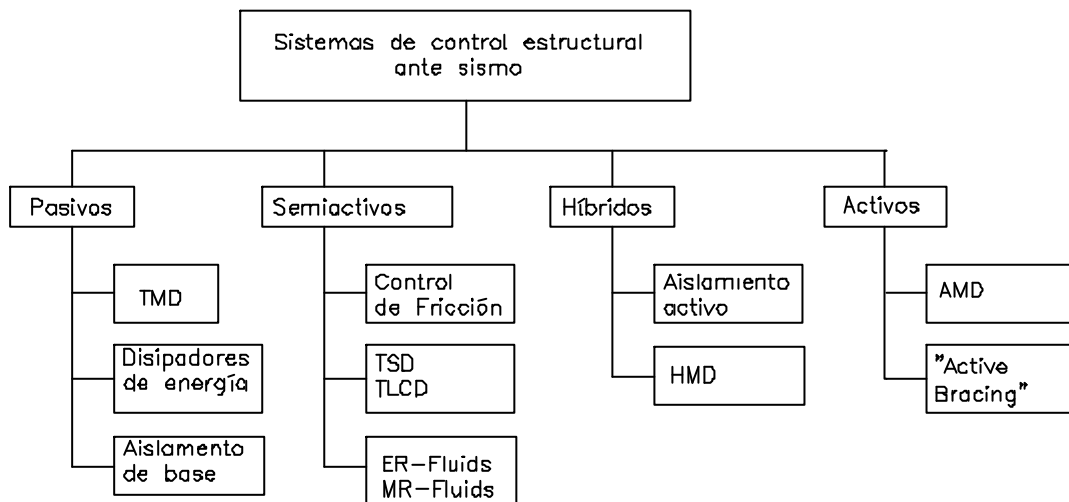 Sistemas de control estructural
ante sismo
Pasivos
Semiactivos
Híbridos
Activos
TMD
Disipadores
de energía
Aislamento
de base
Control
de Fricción
TSD
TLCD
ER-Fluids
MR-Fluids
Aislamiento
activo
HMD
AMD
"Active
Bracing"